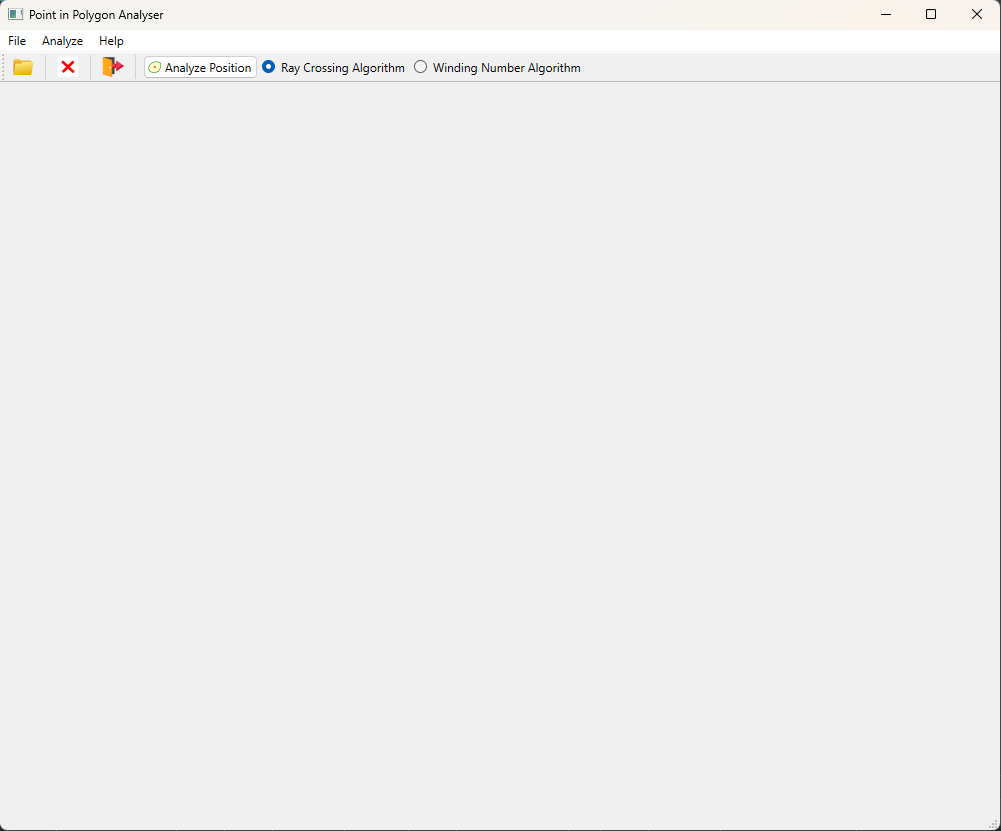 Point in Polygon Analyser
File Analyze Help
Analyze Position Ray Crossing Algorithm Winding Number Algorithm